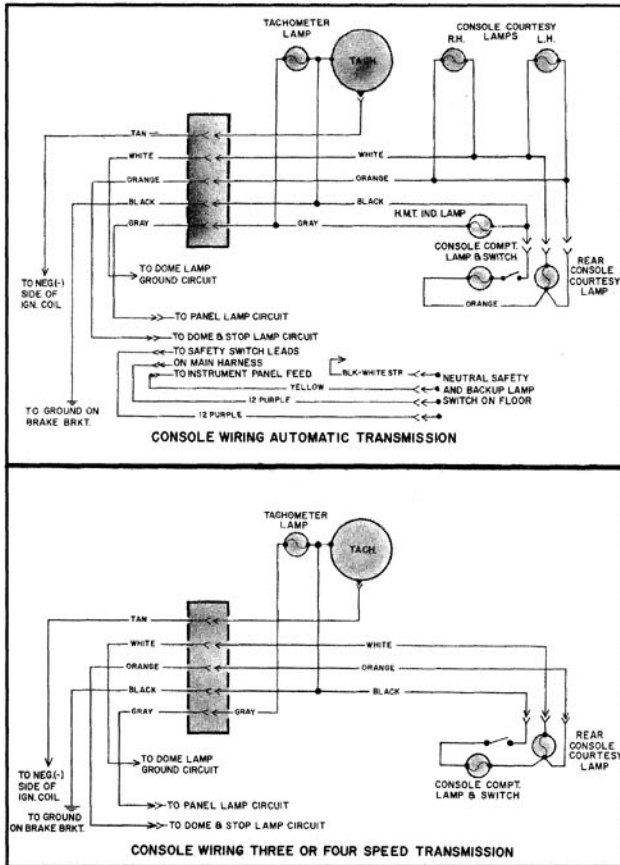 TACHOMETER
LAMP
TACH.
CONSOLE COURTESY
LAMPS
R.H.
L.H.
TAN
WHITE
WHITE
ORANGE
ORANGE
BLACK
BLACK
GRAY
GRAY
H.M.T. IND. LAMP
CONSOLE COMPT.
LAMP & SWITCH
REAR
CONSOLE
COURTESY
LAMP
ORANGE
TO NEG.(-)
SIDE OF
IGN. COIL
TO DOME LAMP
GROUND CIRCUIT
TO PANEL LAMP CIRCUIT
TO DOME & STOP LAMP CIRCUIT
TO SAFETY SWITCH LEADS
ON MAIN HARNESS
TO INSTRUMENT PANEL FEED
BLK-WHITE STR
YELLOW
12 PURPLE
12 PURPLE
NEUTRAL SAFETY
AND BACKUP LAMP
SWITCH ON FLOOR
TO GROUND ON
BRAKE BRKT.
CONSOLE WIRING AUTOMATIC TRANSMISSION
TACHOMETER
LAMP
TACH.
TAN
WHITE
WHITE
ORANGE
ORANGE
BLACK
BLACK
GRAY
GRAY
REAR
CONSOLE
COURTESY
LAMP
CONSOLE COMPT.
LAMP & SWITCH
TO NEG.(-)
SIDE OF
IGN. COIL
TO DOME LAMP
GROUND CIRCUIT
TO GROUND
ON BRAKE BRKT.
TO PANEL LAMP CIRCUIT
TO DOME & STOP LAMP CIRCUIT
CONSOLE WIRING THREE OR FOUR SPEED TRANSMISSION